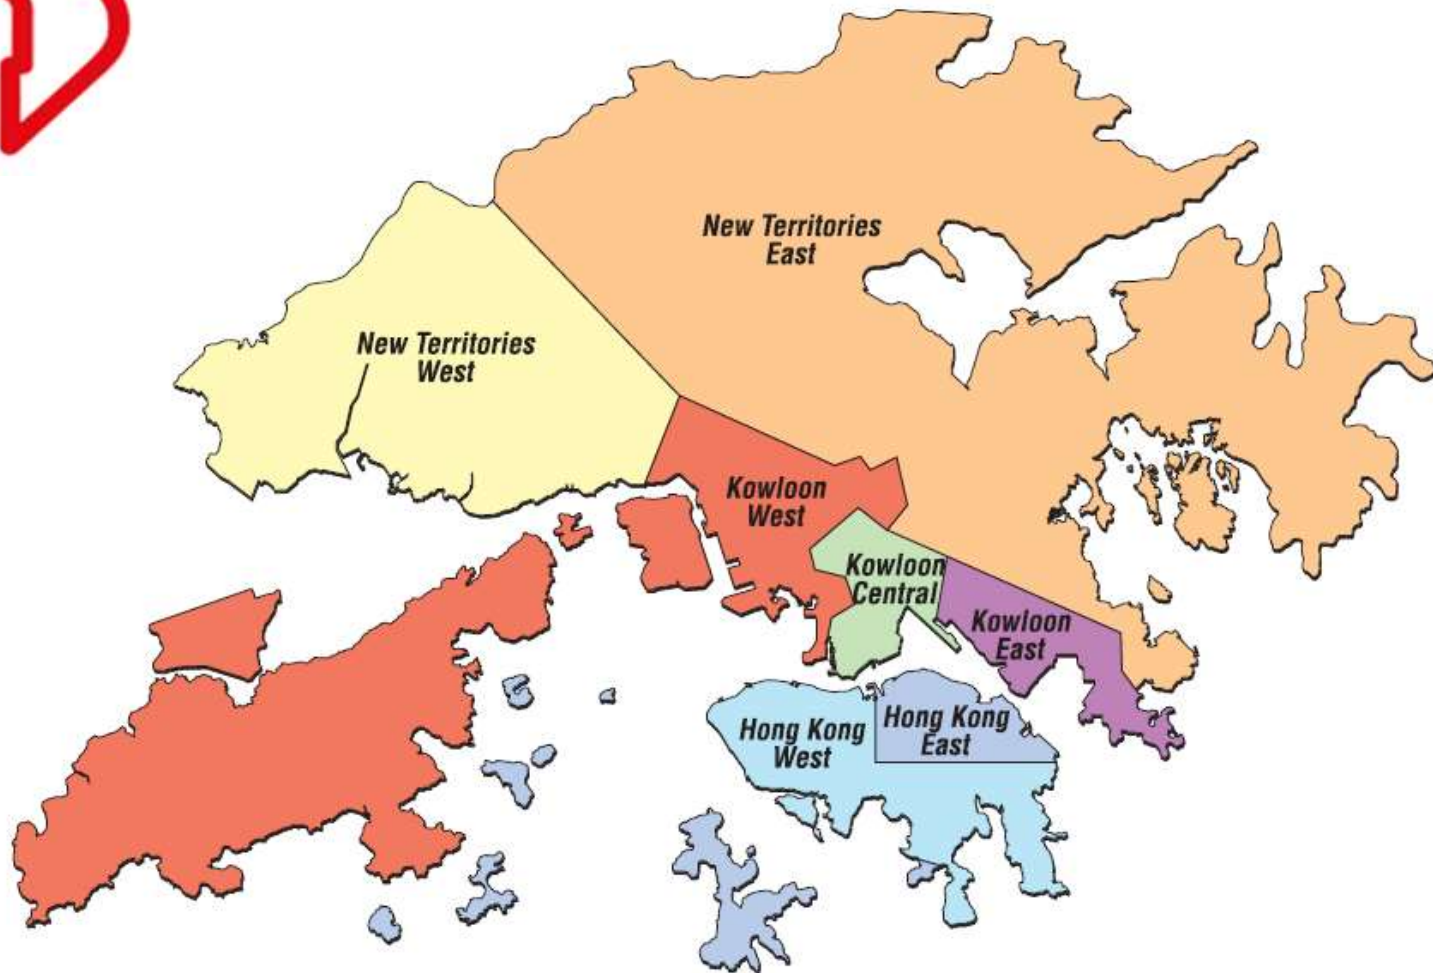 New Territories
East
New Territories
West
Kowloon
West
Kowloon
Central
Kowloon
East
Hong Kong
West
Hong Kong
East